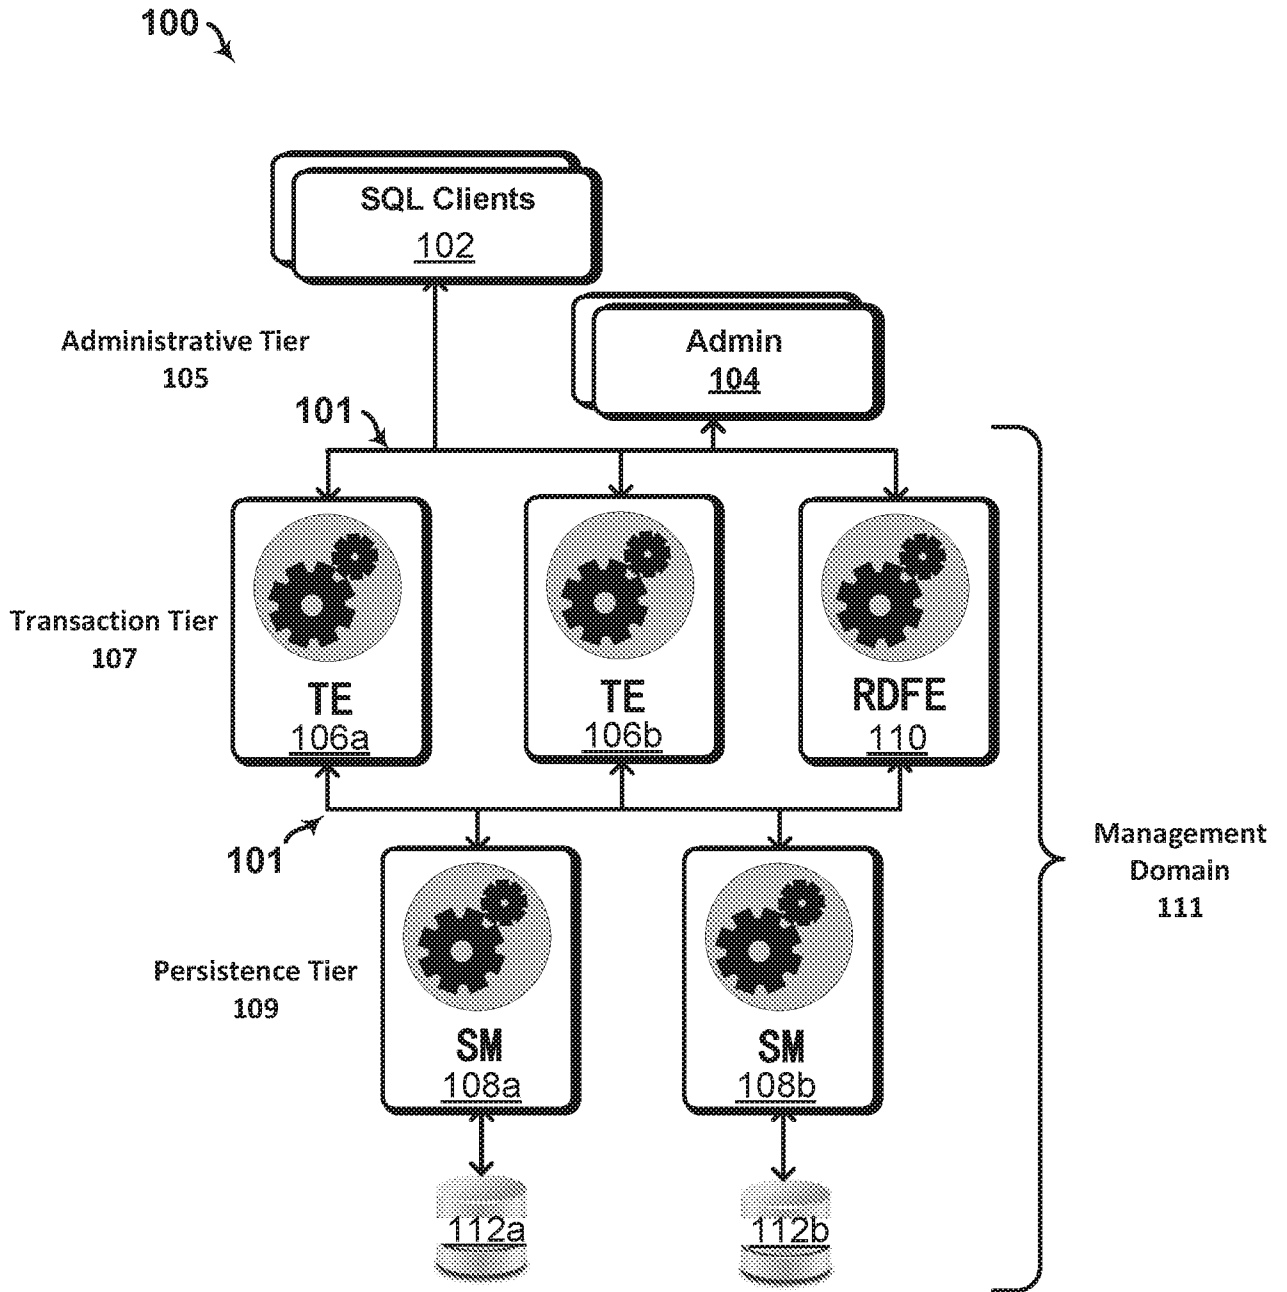 100
SQL Clients
102
Administrative Tier
105
Admin
104
101
Transaction Tier
107
TE
106a
TE
106b
RDFE
110
101
Management
Domain
111
Persistence Tier
109
SM
108a
SM
108b
112a
112b